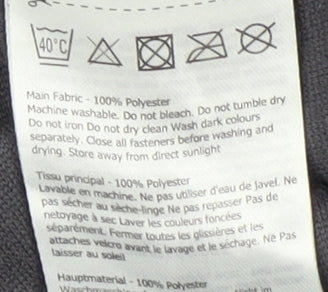 40°C
Main Fabric - 100% Polyester
Machine washable. Do not bleach. Do not tumble dry
Do not iron Do not dry clean Wash dark colours
separately. Close all fasteners before washing and
drying. Store away from direct sunlight
Tissu principal - 100% Polyester
Lavable en machine. Ne pas utiliser d'eau de Javel. Ne
pas sécher au sèche-linge Ne pas repasser Pas de
netoyage à sec Laver les couleurs foncées
séparément. Fermer toutes les glissières et les
attaches velcro avant le lavage et le séchage. Ne Pas
laisser au soleil
Hauptmaterial - 100% Polyester